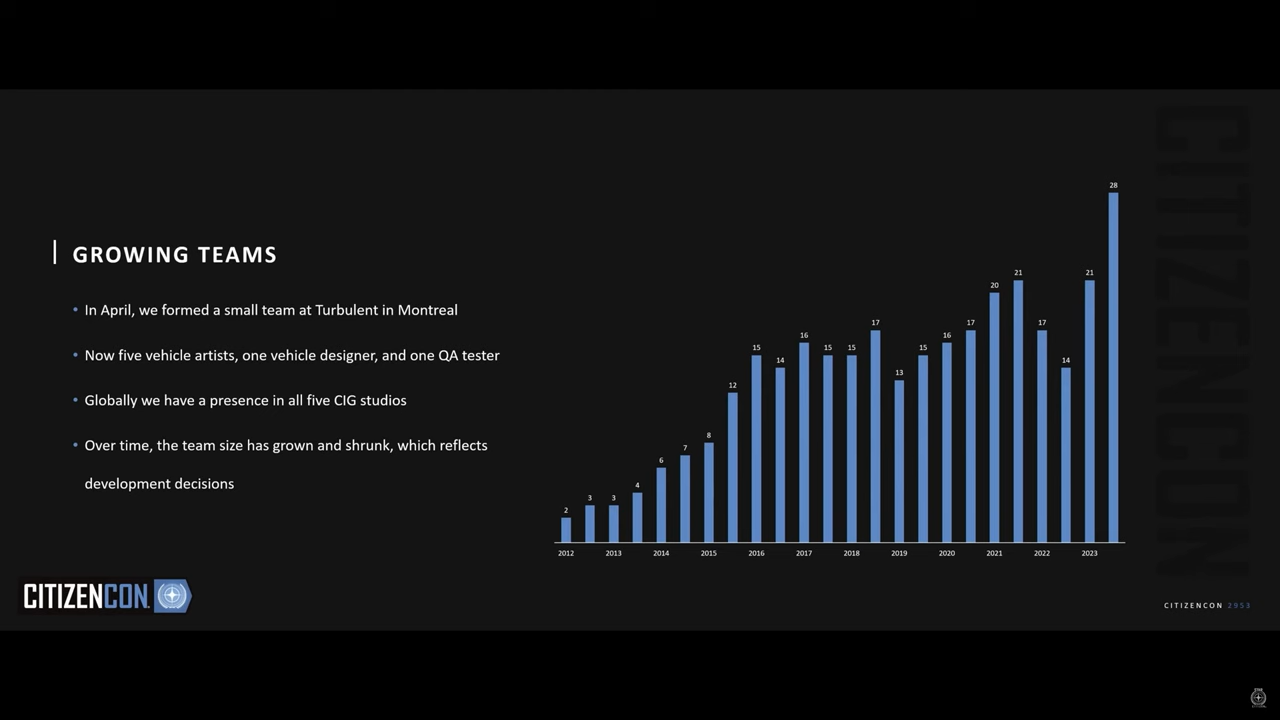 GROWING TEAMS
• In April, we formed a small team at Turbulent in Montreal
• Now five vehicle artists, one vehicle designer, and one QA tester
• Globally we have a presence in all five CIG studios
• Over time, the team size has grown and shrunk, which reflects
development decisions
2 3 3 4 6 7 8 12 15 14 16 15 15 17 13 15 16 17 20 21 17 14 21 28
2012 2013 2014 2015 2016 2017 2018 2019 2020 2021 2022 2023
CITIZENCON
CITIZENCON
CITIZENCON 2953